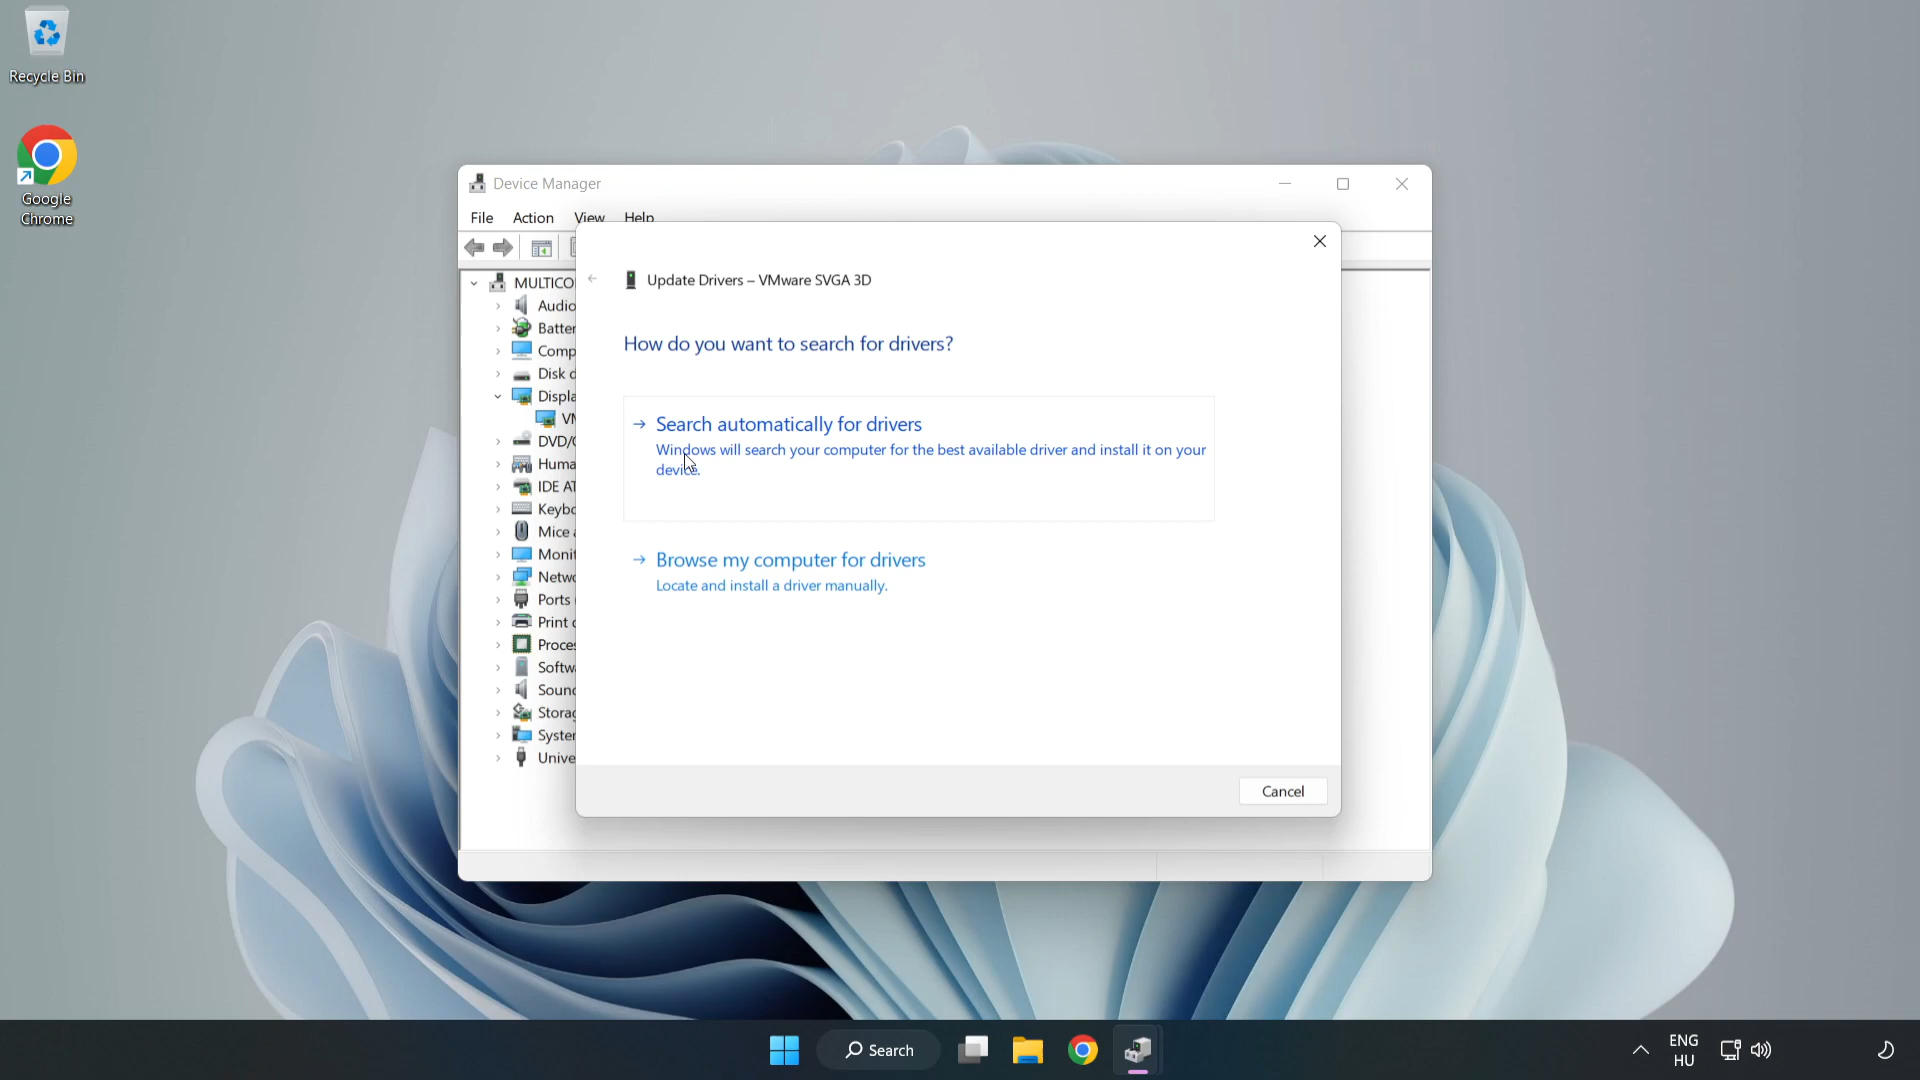 Recycle Bin
Google
Chrome
Device Manager
File Action View Help
Update Drivers – VMware SVGA 3D
How do you want to search for drivers?
Search automatically for drivers
Windows will search your computer for the best available driver and install it on your
device.
Browse my computer for drivers
Locate and install a driver manually.
Cancel
MULTICO
Audio
Batter
Comp
Disk d
Displa
VM
DVD/C
Huma
IDE AT
Keybo
Mice a
Monit
Netwo
Ports
Print q
Proces
Softwa
Sound
Storag
System
Unive
Search
ENG
HU